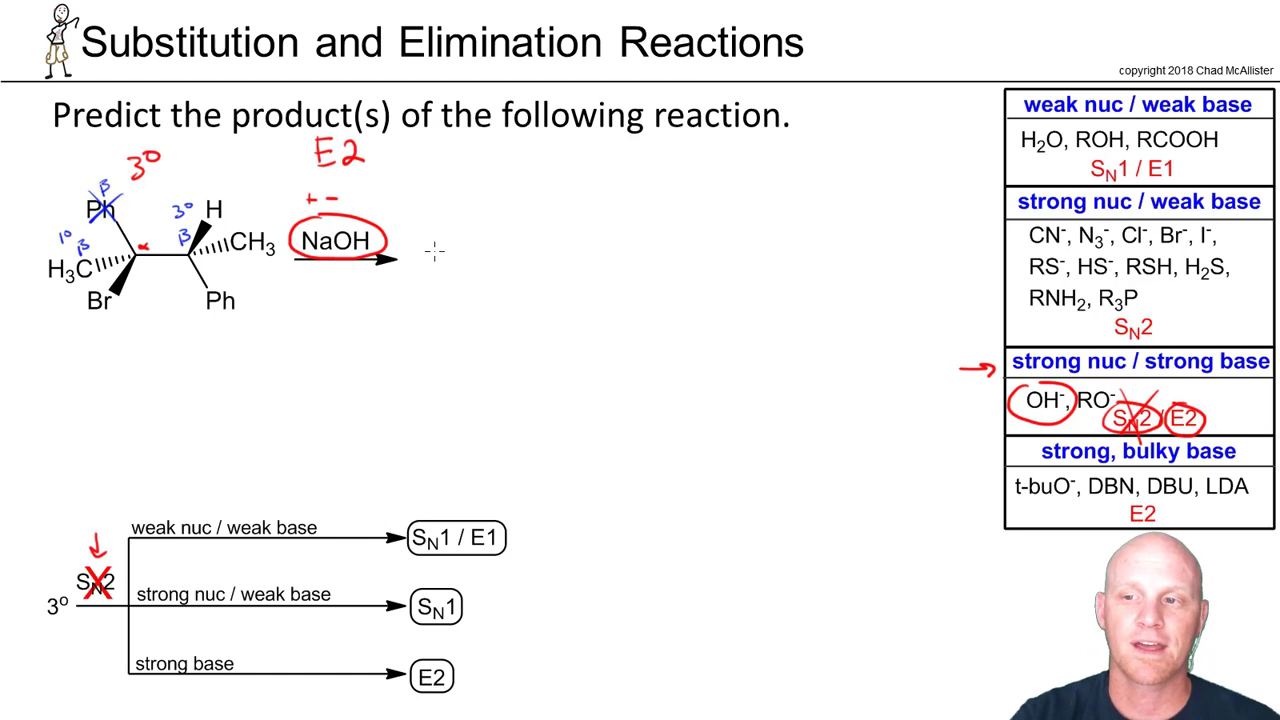 Substitution and Elimination Reactions
copyright 2018 Chad McAllister
Predict the product(s) of the following reaction.
E2
3º
β
Ph
3º
H
+ -
1º
β
α
β
CH₃
NaOH
H₃C
Br
Ph
weak nuc / weak base
H₂O, ROH, RCOOH
Sₙ1 / E1
strong nuc / weak base
CN⁻, N₃⁻, Cl⁻, Br⁻, I⁻,
RS⁻, HS⁻, RSH, H₂S,
RNH₂, R₃P
Sₙ2
strong nuc / strong base
OH⁻, RO⁻
Sₙ2 / E2
strong, bulky base
t-buO⁻, DBN, DBU, LDA
E2
weak nuc / weak base
Sₙ1 / E1
Sₙ2
3º
strong nuc / weak base
Sₙ1
strong base
E2